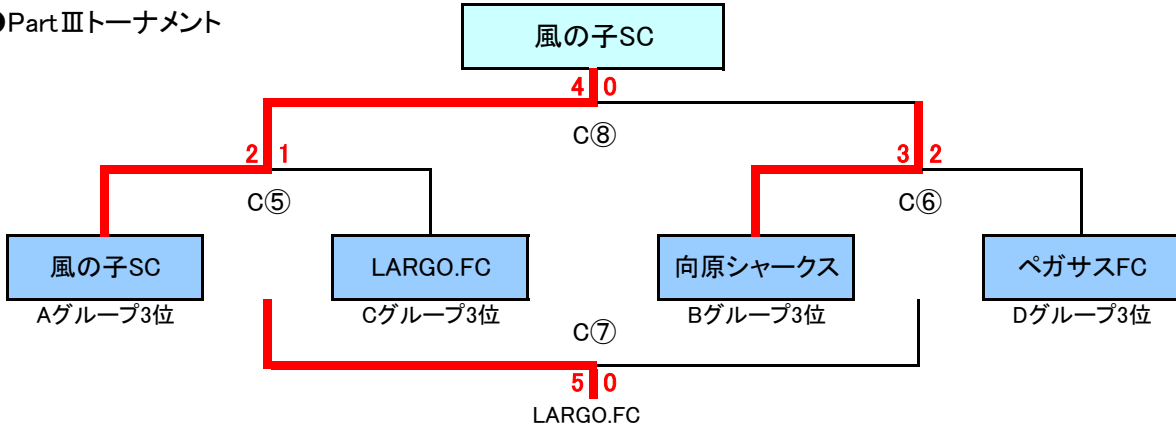 ●PartⅢトーナメント
風の子SC
4 0
C⑧
2 1
3 2
C⑤
C⑥
風の子SC
LARGO.FC
向原シャークス
ペガサスFC
Aグループ3位
Cグループ3位
Bグループ3位
Dグループ3位
C⑦
5 0
LARGO.FC